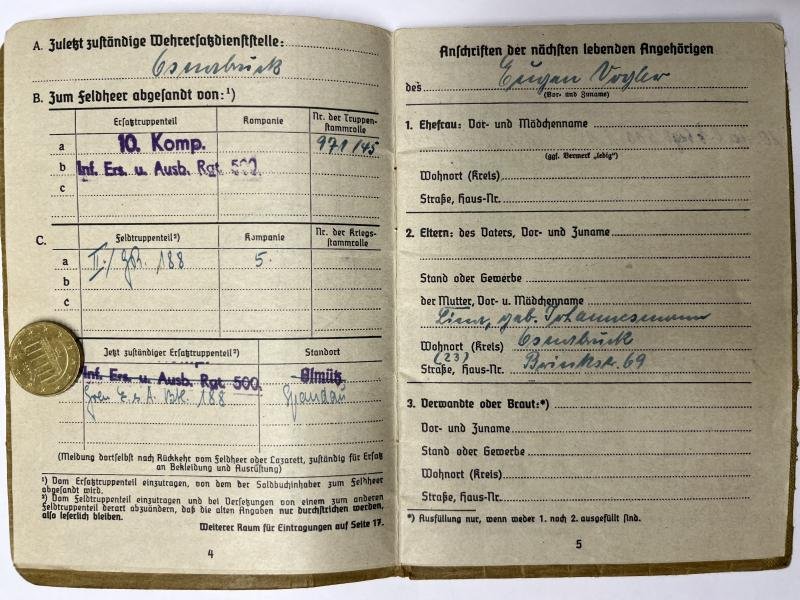 A. Zuletzt zuständige Wehrersatzdienststelle:
Osnabrück
B. Zum Feldheer abgesandt von:¹)
Ersatztruppenteil
Kompanie
Nr. der Truppen-
stammrolle
a
10. Komp.
971/45
b
Inf. Ers. u. Ausb. Rgt. 500.
c
C.
Feldtruppenteil²)
Kompanie
Nr. der Kriegs-
stammrolle
a
II./GR. 188
5.
b
c
Jetzt zuständiger Ersatztruppenteil²)
Standort
Inf. Ers. u. Ausb. Rgt. 500.
Olmütz
Gren E. u A. Btl. 188
Spandau
(Meldung dortselbst nach Rückkehr vom Feldheer oder Lazarett, zuständig für Ersatz
an Bekleidung und Ausrüstung)
¹) Vom Ersatztruppenteil einzutragen, von dem der Soldbuchinhaber zum Feldheer
abgesandt wird.
²) Vom Feldtruppenteil einzutragen und bei Versetzungen von einem zum anderen
Feldtruppenteil derart abzuändern, daß die alten Angaben nur durchstrichen werden,
also leserlich bleiben.
Weiterer Raum für Eintragungen auf Seite 17.
4
Anschriften der nächsten lebenden Angehörigen
des Eugen Vogler
(Vor- und Zuname)
1. Ehefrau: Vor- und Mädchenname
(ggf. Vermerk „ledig")
Wohnort (Kreis)
Straße, Haus-Nr.
2. Eltern: des Vaters, Vor- und Zuname
Stand oder Gewerbe
der Mutter, Vor- u. Mädchenname
geb. Johannesmann
Wohnort (Kreis) Osnabrück
(23)
Straße, Haus-Nr. Brinkstr. 69
3. Verwandte oder Braut:*)
Vor- und Zuname
Stand oder Gewerbe
Wohnort (Kreis)
Straße, Haus-Nr.
*) Ausfüllung nur, wenn weder 1. noch 2. ausgefüllt sind.
5